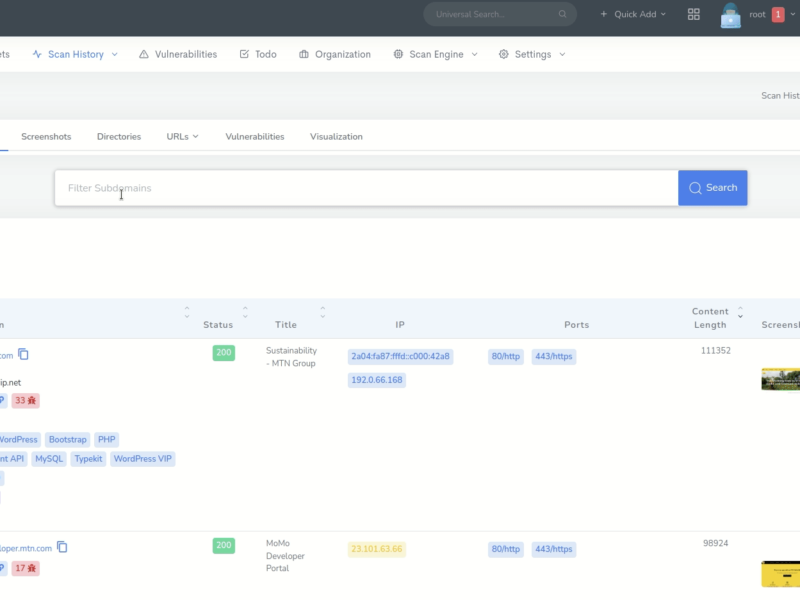 Universal Search...
+ Quick Add
root
1
ets
Scan History
Vulnerabilities
Todo
Organization
Scan Engine
Settings
Scan Hist
Screenshots
Directories
URLs
Vulnerabilities
Visualization
Filter Subdomains
Search
n
Status
Title
IP
Ports
Content
Length
Screensh
com
200
Sustainability
- MTN Group
2a04:fa87:fffd::c000:42a8
192.0.66.168
80/http
443/https
111352
ip.net
P
33
WordPress
Bootstrap
PHP
nt API
MySQL
Typekit
WordPress VIP
loper.mtn.com
200
MoMo
Developer
Portal
23.101.63.66
80/http
443/https
98924
P
17